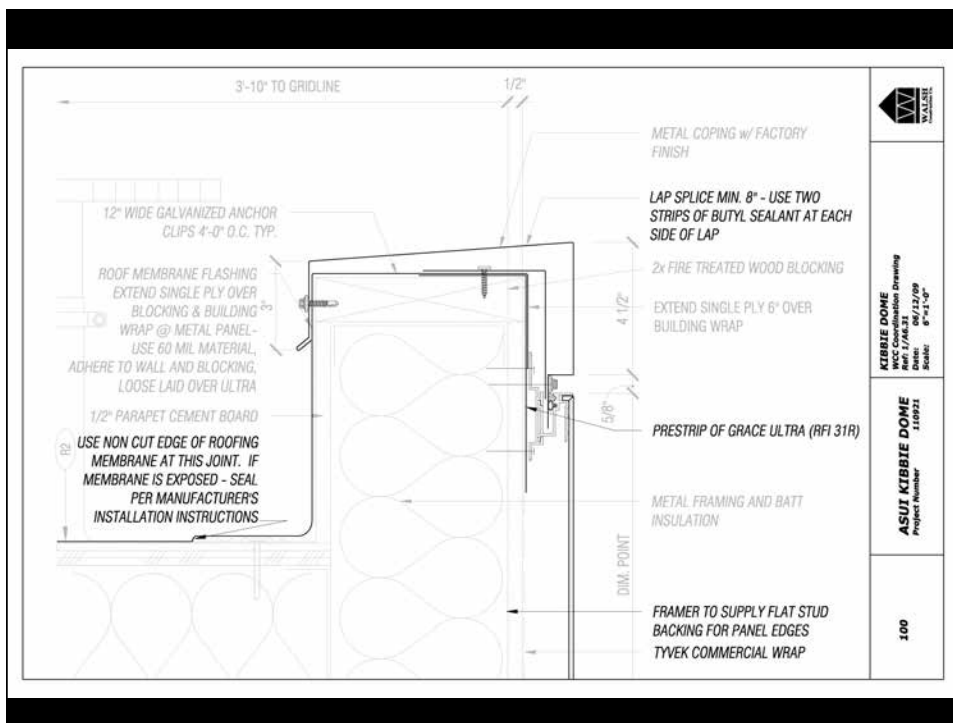 3'-10" TO GRIDLINE
1/2"
METAL COPING w/ FACTORY
FINISH
LAP SPLICE MIN. 8" - USE TWO
STRIPS OF BUTYL SEALANT AT EACH
SIDE OF LAP
12" WIDE GALVANIZED ANCHOR
CLIPS 4'-0" O.C. TYP.
2x FIRE TREATED WOOD BLOCKING
ROOF MEMBRANE FLASHING
EXTEND SINGLE PLY OVER
BLOCKING & BUILDING
WRAP @ METAL PANEL-
USE 60 MIL MATERIAL,
ADHERE TO WALL AND BLOCKING,
LOOSE LAID OVER ULTRA
3"
4 1/2"
EXTEND SINGLE PLY 6" OVER
BUILDING WRAP
1/2" PARAPET CEMENT BOARD
5/8"
PRESTRIP OF GRACE ULTRA (RFI 31R)
R2
USE NON CUT EDGE OF ROOFING
MEMBRANE AT THIS JOINT. IF
MEMBRANE IS EXPOSED - SEAL
PER MANUFACTURER'S
INSTALLATION INSTRUCTIONS
METAL FRAMING AND BATT
INSULATION
DIM. POINT
FRAMER TO SUPPLY FLAT STUD
BACKING FOR PANEL EDGES
TYVEK COMMERCIAL WRAP
WALSH
Construction Co.
KIBBIE DOME
WCC Coordination Drawing
Ref: 1/A6.31
Date: 06/12/09
Scale: 6"=1'-0"
ASUI KIBBIE DOME
Project Number 110921
100